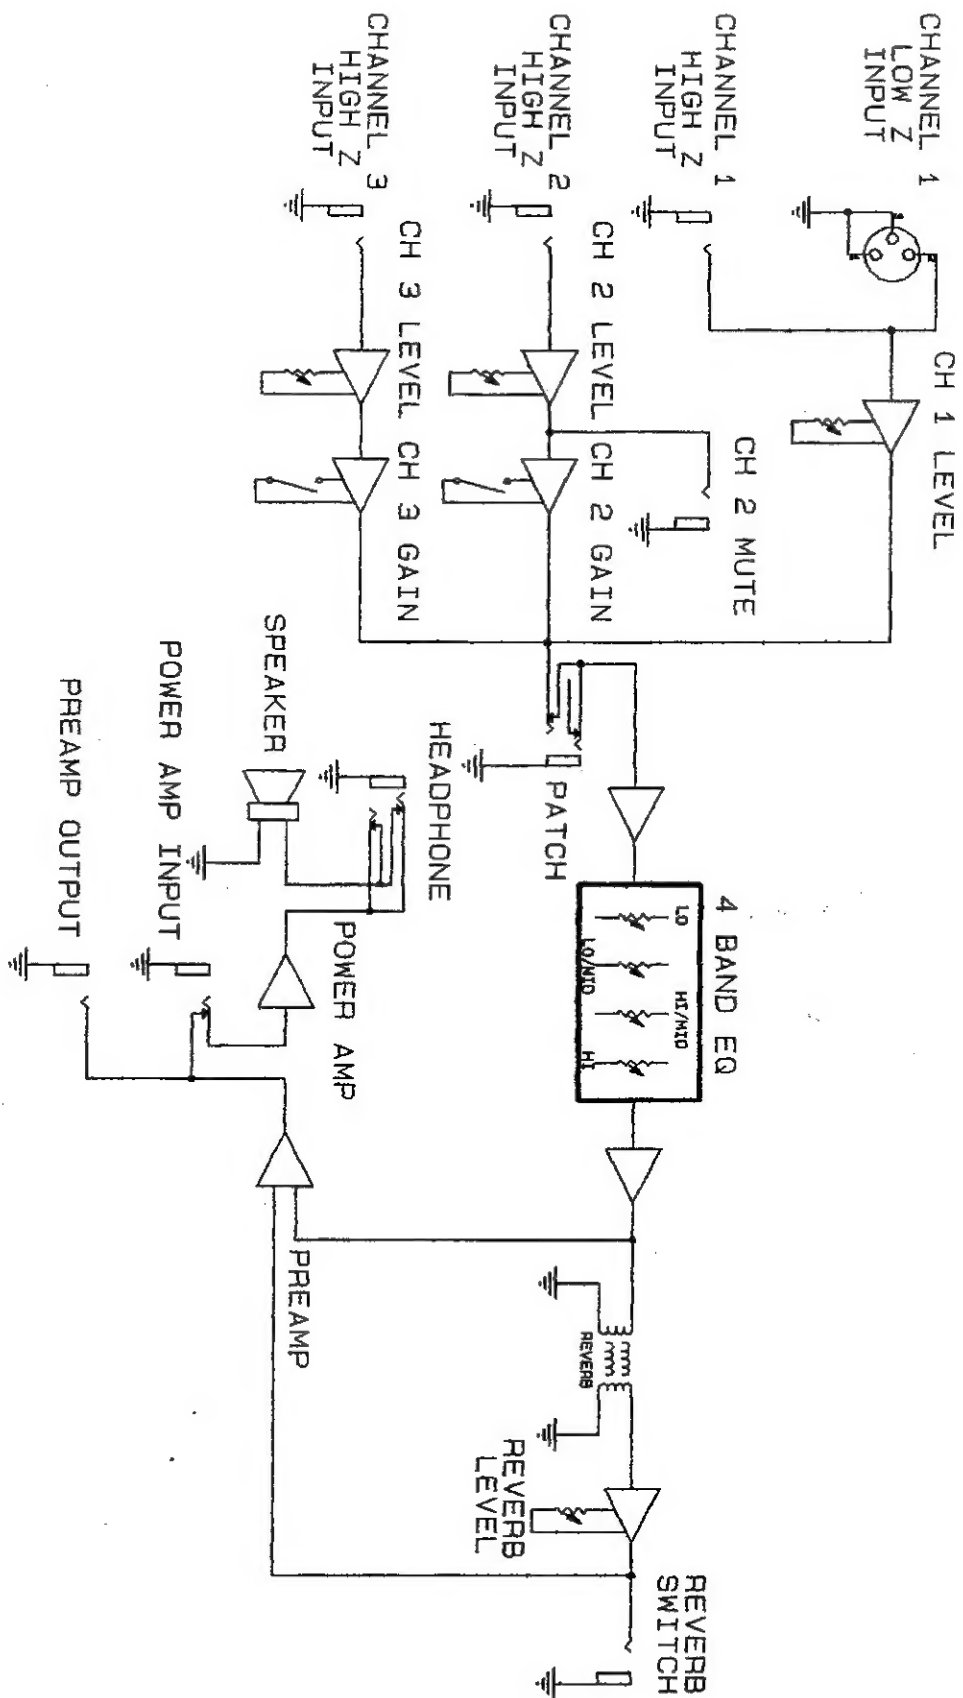 CHANNEL 1
LOW Z
INPUT
CH 1 LEVEL
CHANNEL 1
HIGH Z
INPUT
CH 2 MUTE
CHANNEL 2
HIGH Z
INPUT
CH 2 LEVEL
CH 2 GAIN
CHANNEL 3
HIGH Z
INPUT
CH 3 LEVEL
CH 3 GAIN
PATCH
4 BAND EQ
LO
LO/MID
HI/MID
HI
REVERB
REVERB
LEVEL
REVERB
SWITCH
HEADPHONE
SPEAKER
POWER AMP
PREAMP
POWER AMP INPUT
PREAMP OUTPUT